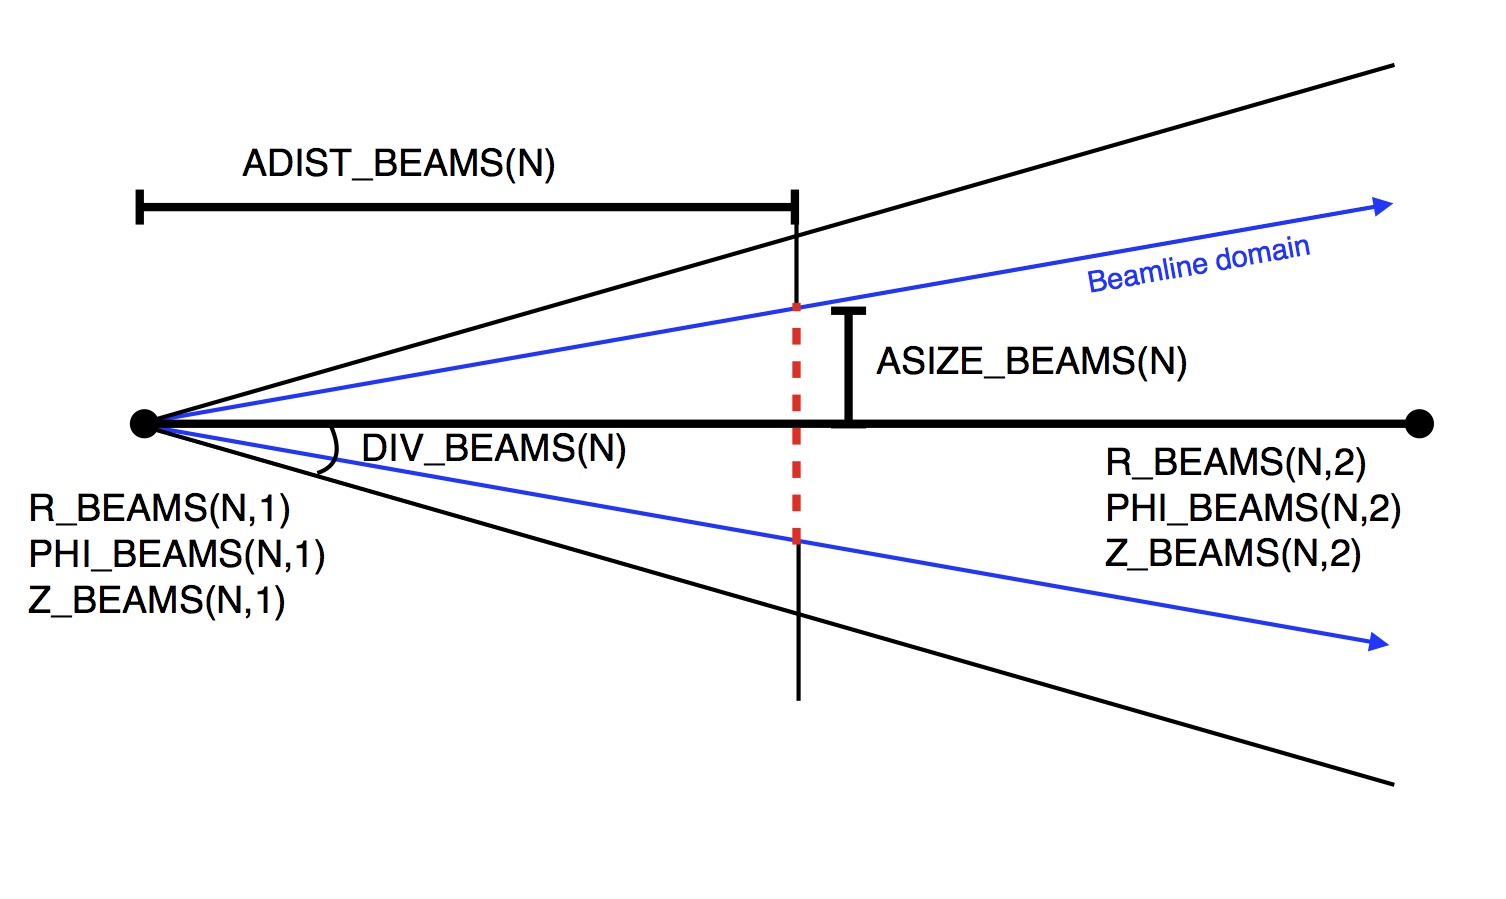 ADIST_BEAMS(N)
Beamline domain
ASIZE_BEAMS(N)
DIV_BEAMS(N)
R_BEAMS(N,1)
PHI_BEAMS(N,1)
Z_BEAMS(N,1)
R_BEAMS(N,2)
PHI_BEAMS(N,2)
Z_BEAMS(N,2)